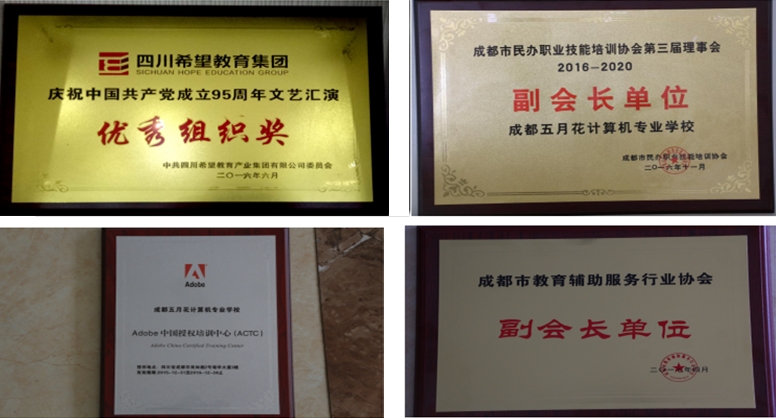 四川希望教育集团
SICHUAN HOPE EDUCATION GROUP
庆祝中国共产党成立95周年文艺汇演
优秀组织奖
中共四川希望教育产业集团有限公司委员会
二〇一六年六月
成都市民办职业技能培训协会第三届理事会
2016-2020
副会长单位
成都五月花计算机专业学校
成都市民办职业技能培训协会
二〇一六年十一月
Adobe
成都五月花计算机专业学校
Adobe 中国授权培训中心(ACTC)
Adobe China Certified Training Center
成都市教育辅助服务行业协会
副会长单位